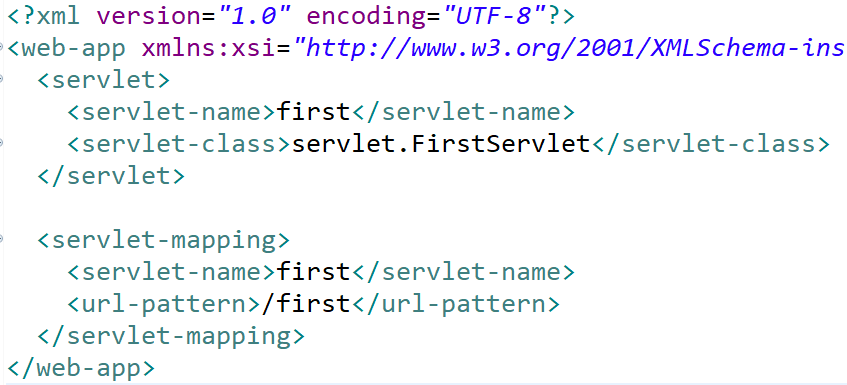 <?xml version="1.0" encoding="UTF-8"?>
<web-app xmlns:xsi="http://www.w3.org/2001/XMLSchema-ins
<servlet>
<servlet-name>first</servlet-name>
<servlet-class>servlet.FirstServlet</servlet-class>
</servlet>
<servlet-mapping>
<servlet-name>first</servlet-name>
<url-pattern>/first</url-pattern>
</servlet-mapping>
</web-app>